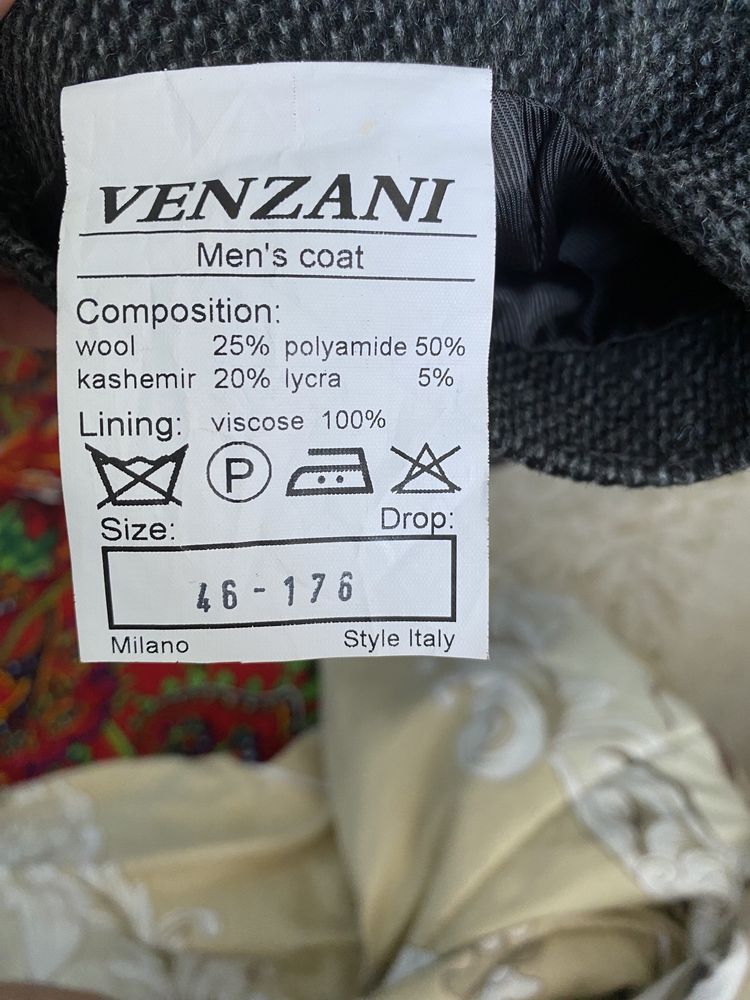 VENZANI
Men's coat
Composition:
wool 25% polyamide 50%
kashemir 20% lycra 5%
Lining: viscose 100%
P
Size: Drop:
46-176
Milano Style Italy